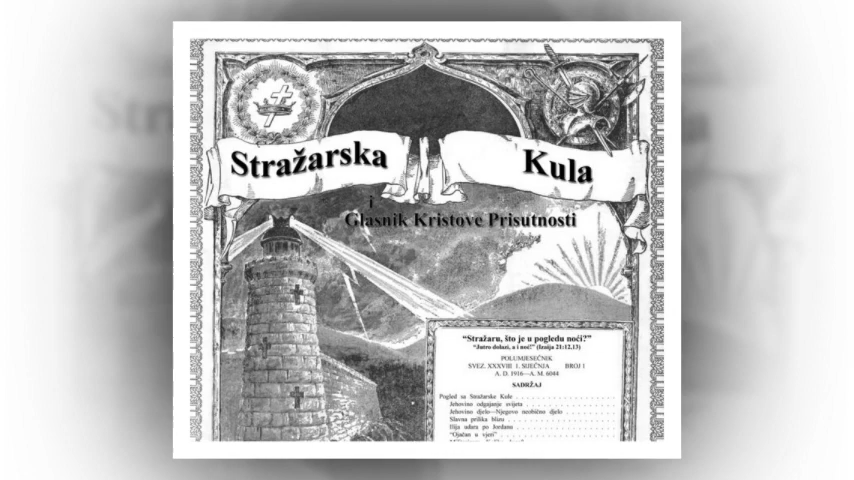 Stražarska Kula
i
Glasnik Kristove Prisutnosti
“Stražaru, što je u pogledu noći?”
“Jutro dolazi, a i noć!” (Izaija 21:12,13)
POLUMJESEČNIK
SVEZ. XXXVIII 1. SIJEČNJA BROJ 1
A. D. 1916—A. M. 6044
SADRŽAJ
Pogled sa Stražarske Kule
Jehovino odgajanje svijeta
Jehovino djelo—Njegovo neobično djelo
Slavna prilika blizu
Ilija udara po Jordanu
“Ojačan u vjeri”